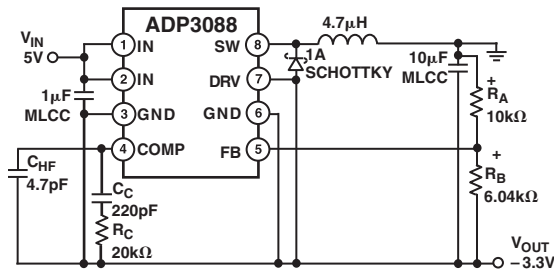 ADP3088
VIN
5V
1 IN
2 IN
3 GND
4 COMP
SW 8
DRV 7
GND 6
FB 5
1µF
MLCC
CHF
4.7pF
CC
220pF
RC
20kΩ
4.7µH
1A
SCHOTTKY
10µF
MLCC
+
RA
10kΩ
+
RB
6.04kΩ
VOUT
–3.3V